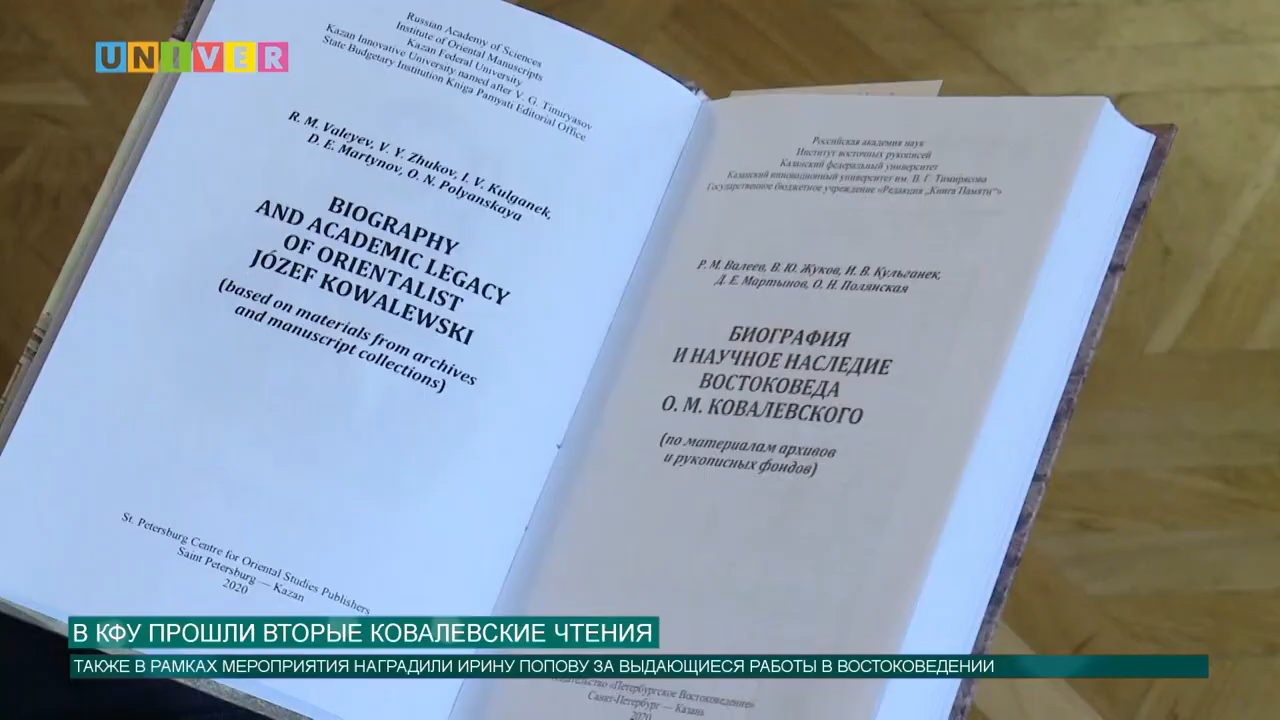 UNIVER
Russian Academy of Sciences
Institute of Oriental Manuscripts
Kazan Federal University
Kazan Innovative University named after V. G. Timiryasov
State Budgetary Institution Kniga Pamyati Editorial Office
R. M. Valeyev, V. Y. Zhukov, I. V. Kulganek,
D. E. Martynov, O. N. Polyanskaya
BIOGRAPHY
AND ACADEMIC LEGACY
OF ORIENTALIST
JÓZEF KOWALEWSKI
(based on materials from archives
and manuscript collections)
St. Petersburg Centre for Oriental Studies Publishers
Saint Petersburg — Kazan
2020
Российская академия наук
Институт восточных рукописей
Казанский федеральный университет
Казанский инновационный университет им. В. Г. Тимирясова
Государственное бюджетное учреждение «Редакция „Книга Памяти“»
Р. М. Валеев, В. Ю. Жуков, И. В. Кульганек,
Д. Е. Мартынов, О. Н. Полянская
БИОГРАФИЯ
И НАУЧНОЕ НАСЛЕДИЕ
ВОСТОКОВЕДА
О. М. КОВАЛЕВСКОГО
(по материалам архивов
и рукописных фондов)
«Петербургское Востоковедение»
Санкт-Петербург — Казань
2020
В КФУ ПРОШЛИ ВТОРЫЕ КОВАЛЕВСКИЕ ЧТЕНИЯ
ТАКЖЕ В РАМКАХ МЕРОПРИЯТИЯ НАГРАДИЛИ ИРИНУ ПОПОВУ ЗА ВЫДАЮЩИЕСЯ РАБОТЫ В ВОСТОКОВЕДЕНИИ